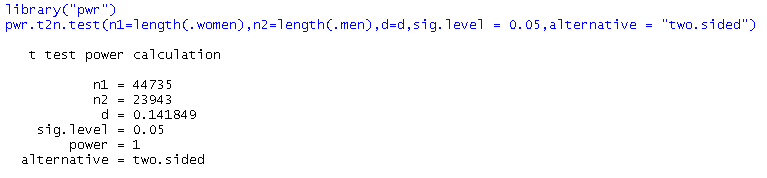 library("pwr")
pwr.t2n.test(n1=length(.women),n2=length(.men),d=d,sig.level = 0.05,alternative = "two.sided")
t test power calculation
n1 = 44735
n2 = 23943
d = 0.141849
sig.level = 0.05
power = 1
alternative = two.sided